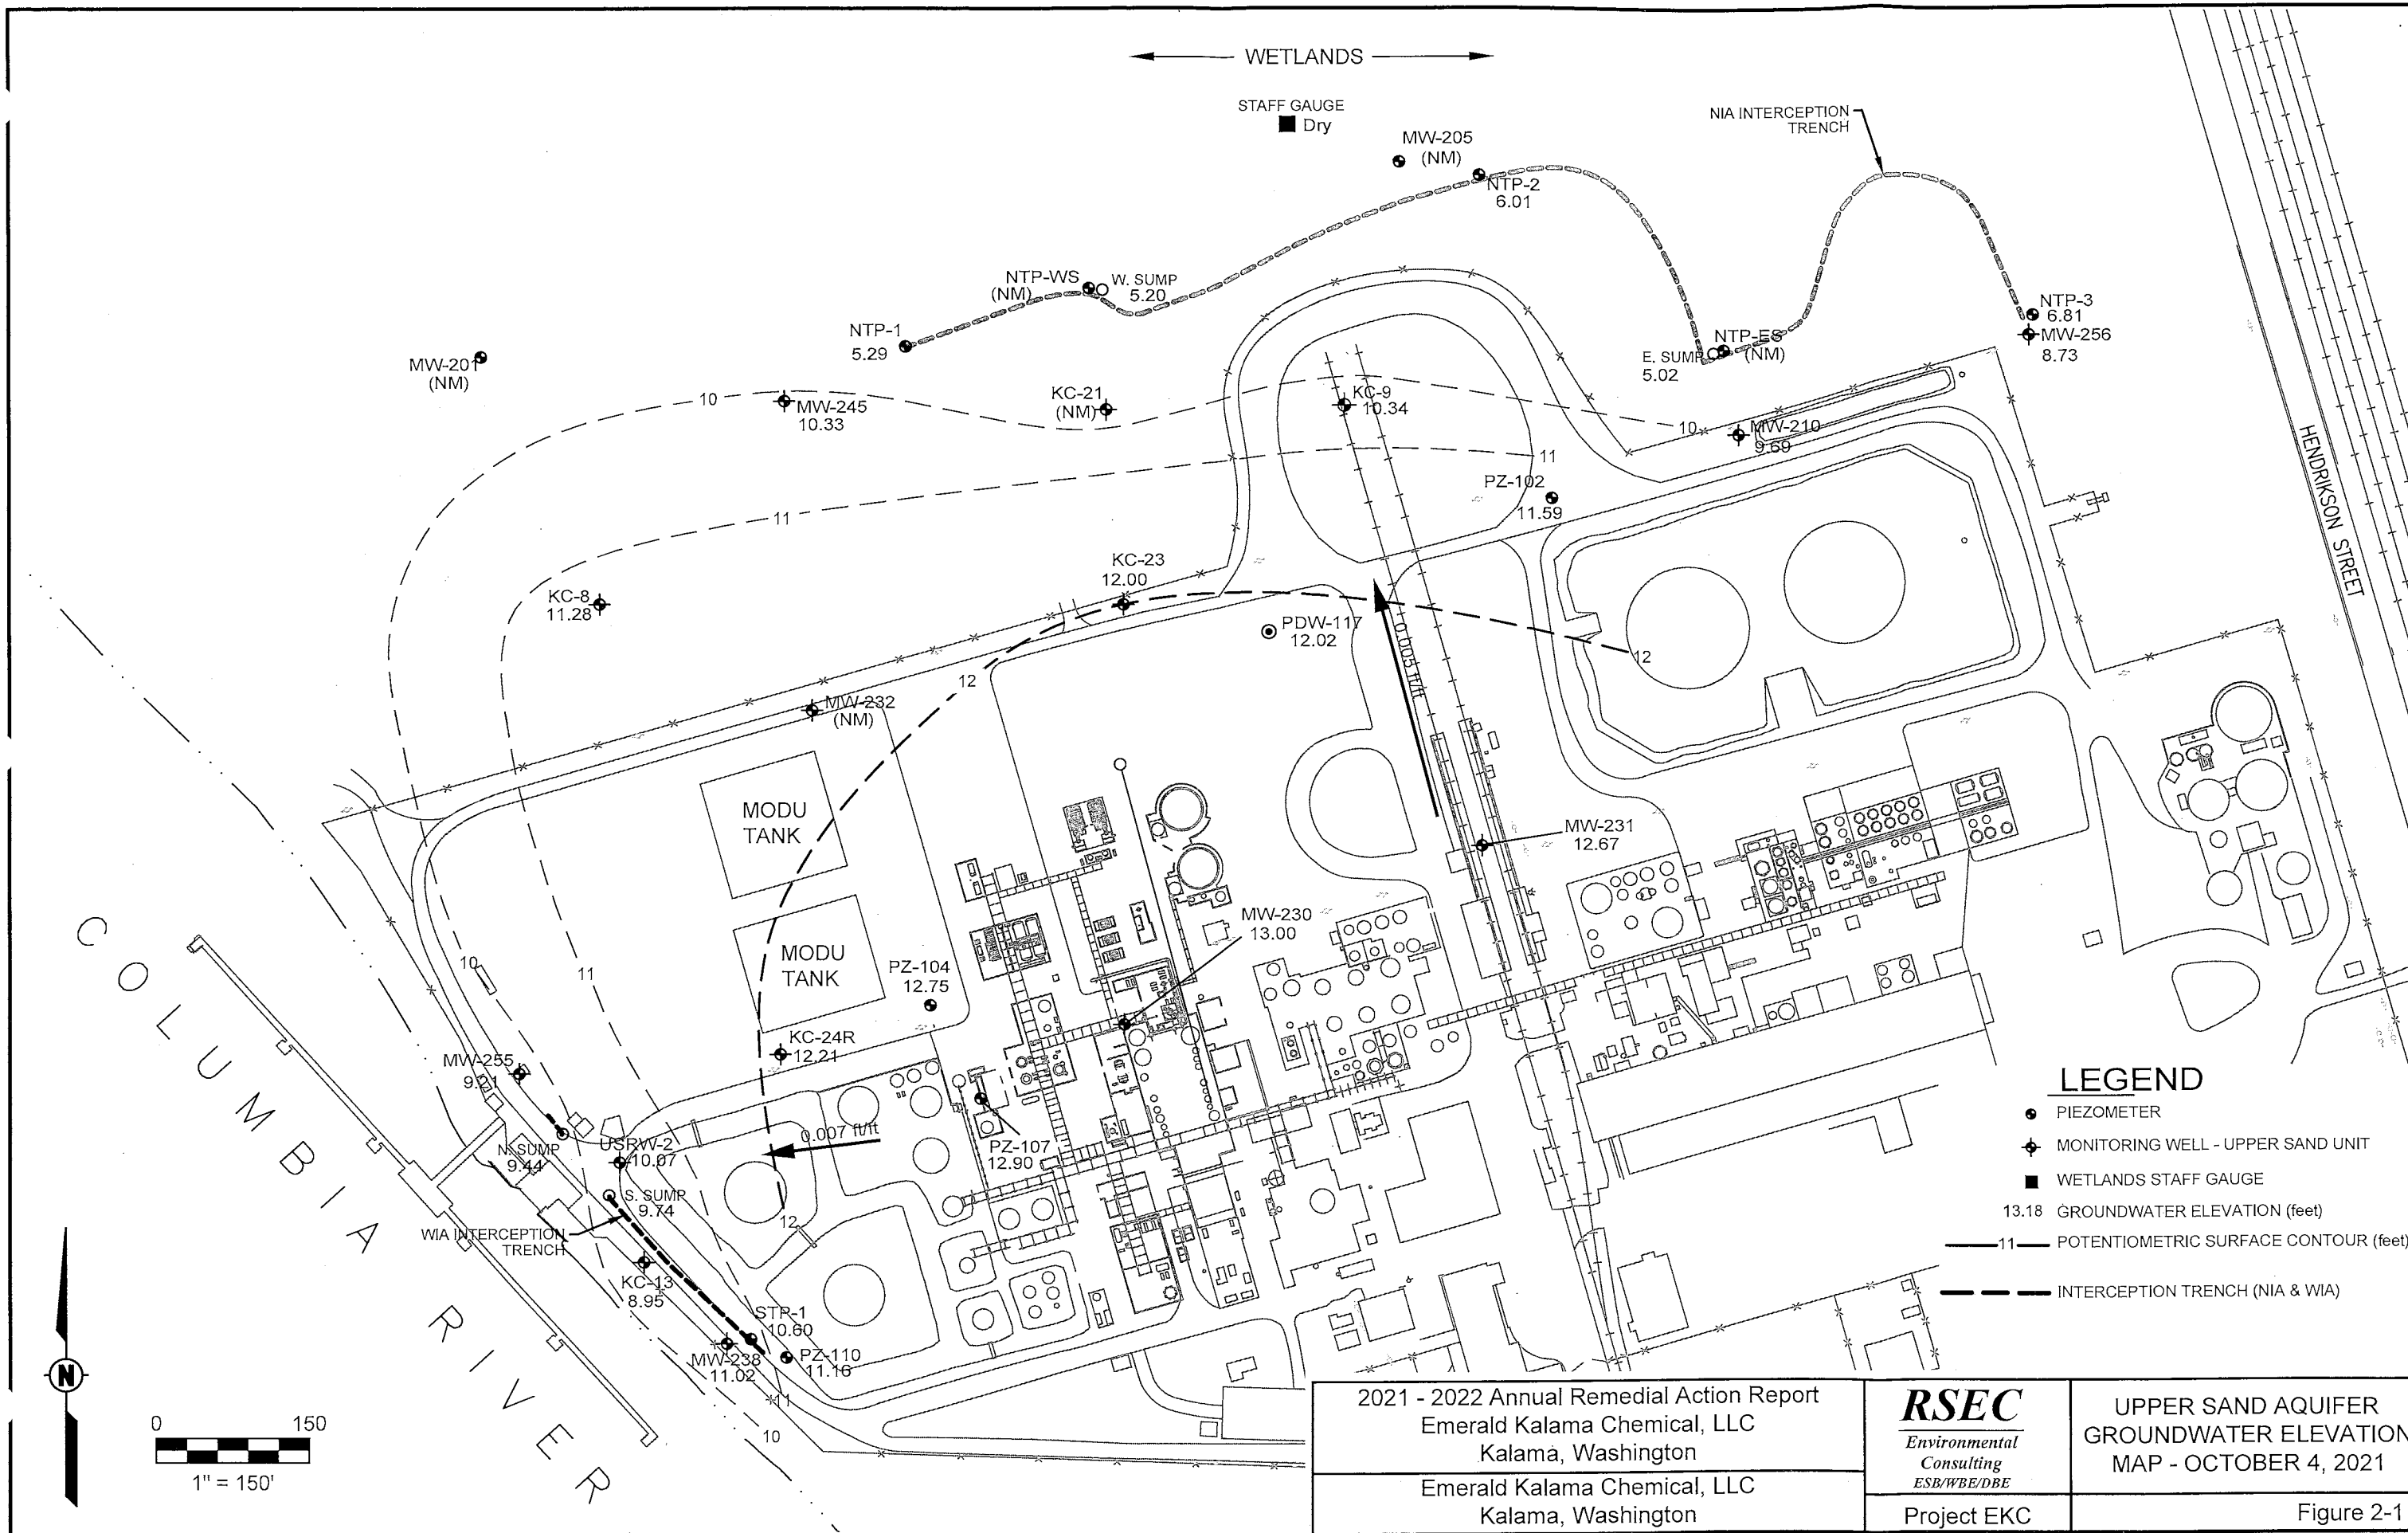 WETLANDS
STAFF GAUGE
Dry
MW-205
(NM)
NIA INTERCEPTION
TRENCH
NTP-2
6.01
NTP-WS
(NM)
W. SUMP
5.20
NTP-1
5.29
MW-201
(NM)
NTP-3
6.81
MW-256
8.73
E. SUMP
5.02
NTP-ES
(NM)
10
MW-245
10.33
KC-21
(NM)
KC-9
10.34
10
MW-210
9.69
HENDRIKSON STREET
11
11
PZ-102
11.59
KC-8
11.28
KC-23
12.00
PDW-117
12.02
0.005 ft/ft
12
12
MW-232
(NM)
MODU
TANK
MW-231
12.67
MW-230
13.00
MODU
TANK
PZ-104
12.75
10
11
KC-24R
12.21
MW-255
9.21
COLUMBIA RIVER
N. SUMP
9.44
USRW-2
10.07
0.007 ft/ft
PZ-107
12.90
S. SUMP
9.74
12
WIA INTERCEPTION
TRENCH
KC-13
8.95
STP-1
10.60
MW-238
11.02
PZ-110
11.16
11
10
LEGEND
PIEZOMETER
MONITORING WELL - UPPER SAND UNIT
WETLANDS STAFF GAUGE
13.18 GROUNDWATER ELEVATION (feet)
11 POTENTIOMETRIC SURFACE CONTOUR (feet)
INTERCEPTION TRENCH (NIA & WIA)
N
0 150
1" = 150'
2021 - 2022 Annual Remedial Action Report
Emerald Kalama Chemical, LLC
Kalama, Washington
Emerald Kalama Chemical, LLC
Kalama, Washington
RSEC
Environmental
Consulting
ESB/WBE/DBE
Project EKC
UPPER SAND AQUIFER
GROUNDWATER ELEVATION
MAP - OCTOBER 4, 2021
Figure 2-1